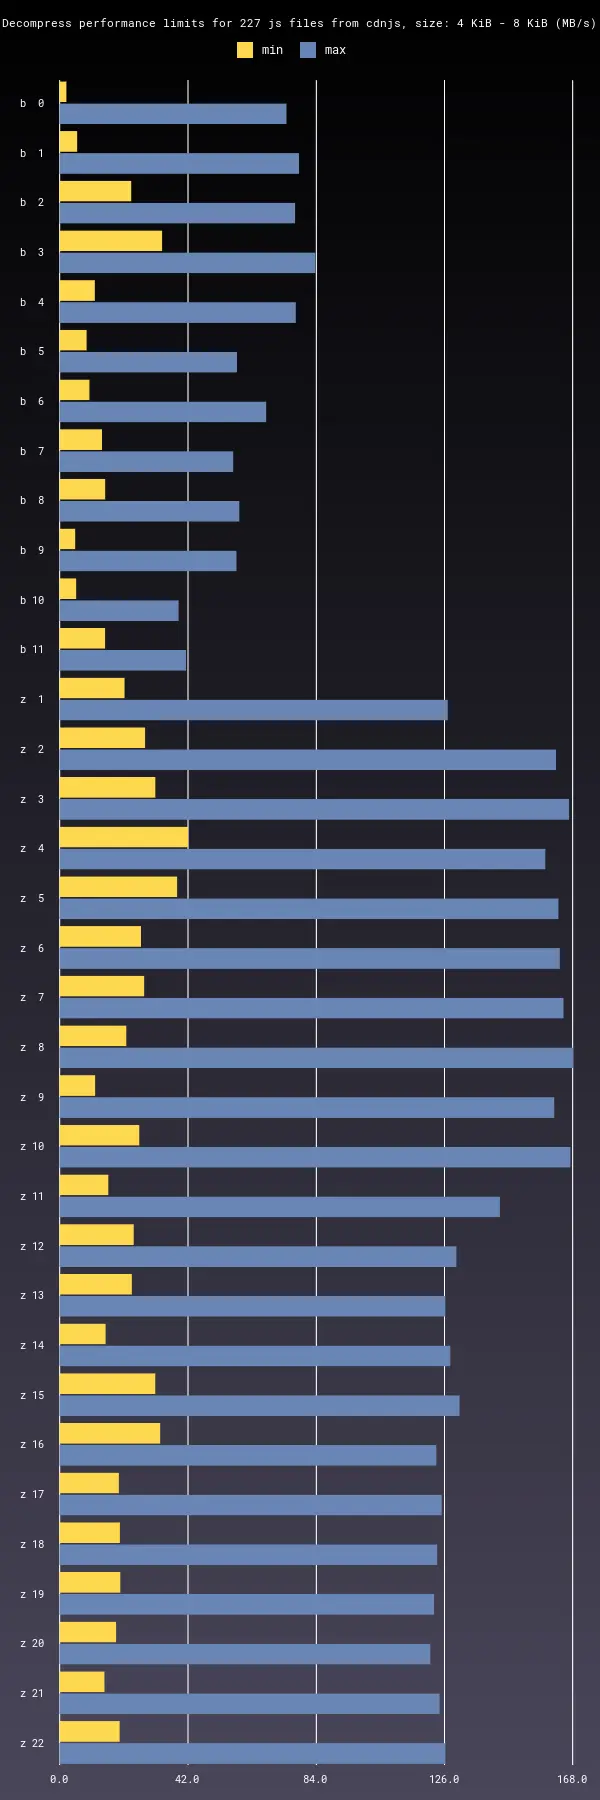 Decompress performance limits for 227 js files from cdnjs, size: 4 KiB - 8 KiB (MB/s)
min max
b 0
b 1
b 2
b 3
b 4
b 5
b 6
b 7
b 8
b 9
b 10
b 11
z 1
z 2
z 3
z 4
z 5
z 6
z 7
z 8
z 9
z 10
z 11
z 12
z 13
z 14
z 15
z 16
z 17
z 18
z 19
z 20
z 21
z 22
0.0 42.0 84.0 126.0 168.0